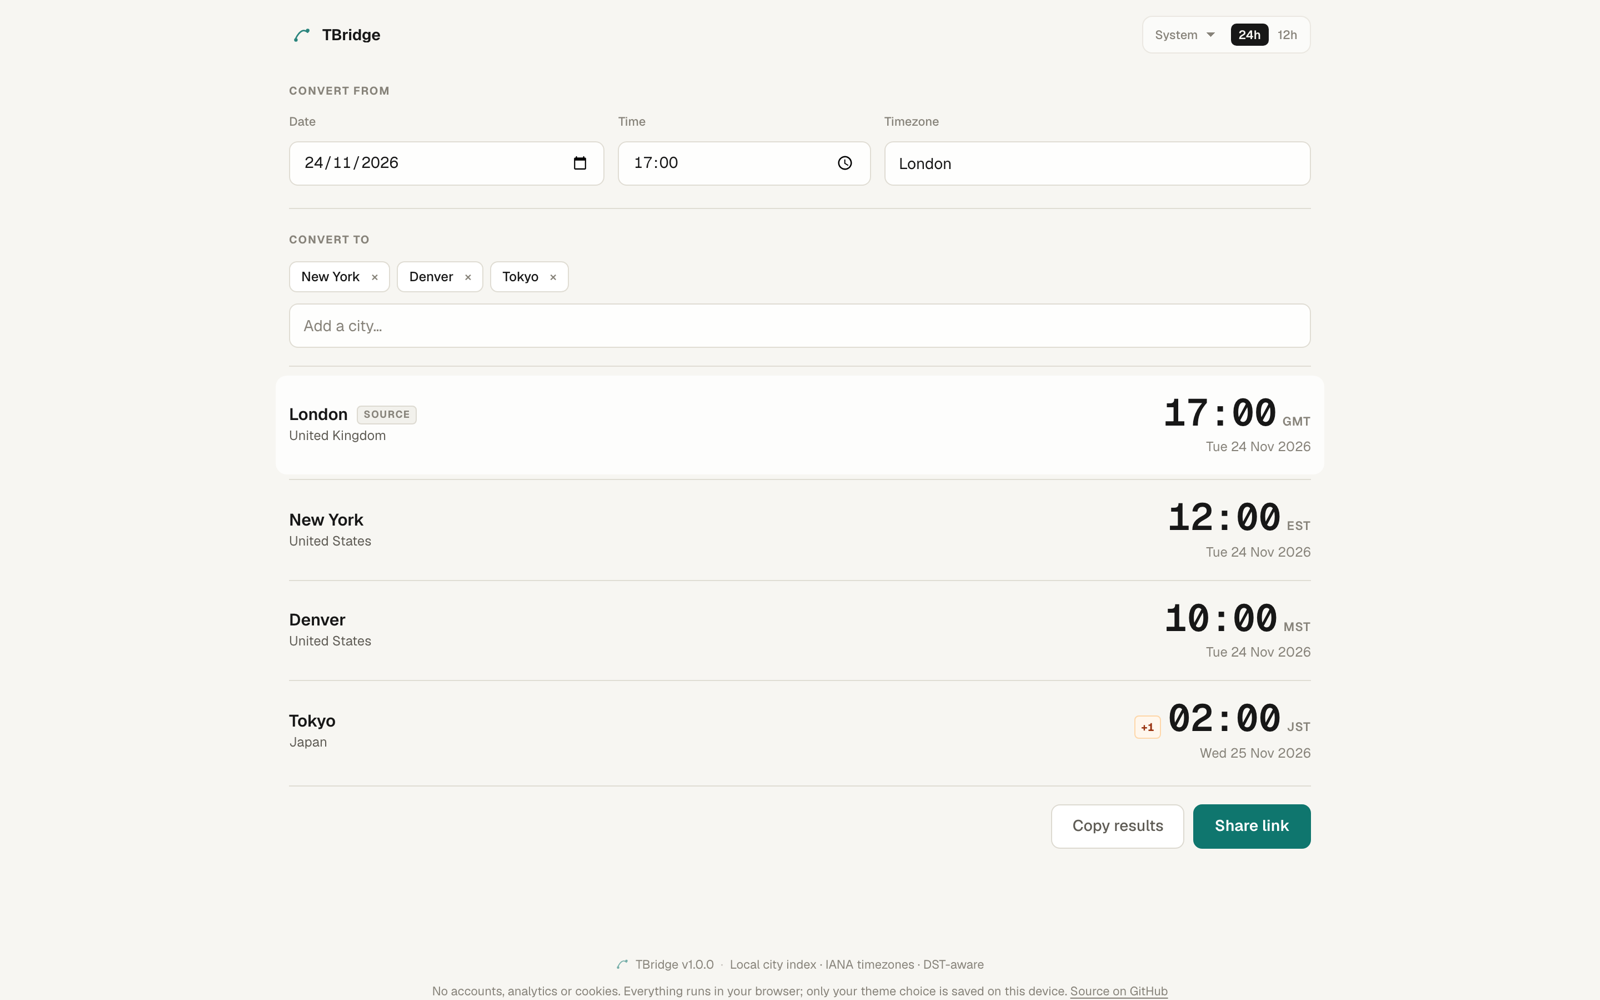 TBridge
System 24h 12h
CONVERT FROM
Date Time Timezone
24/11/2026 17:00 London
CONVERT TO
New York × Denver × Tokyo ×
Add a city...
London SOURCE 17:00 GMT
United Kingdom Tue 24 Nov 2026
New York 12:00 EST
United States Tue 24 Nov 2026
Denver 10:00 MST
United States Tue 24 Nov 2026
Tokyo +1 02:00 JST
Japan Wed 25 Nov 2026
Copy results Share link
TBridge v1.0.0 · Local city index · IANA timezones · DST-aware
No accounts, analytics or cookies. Everything runs in your browser; only your theme choice is saved on this device. Source on GitHub